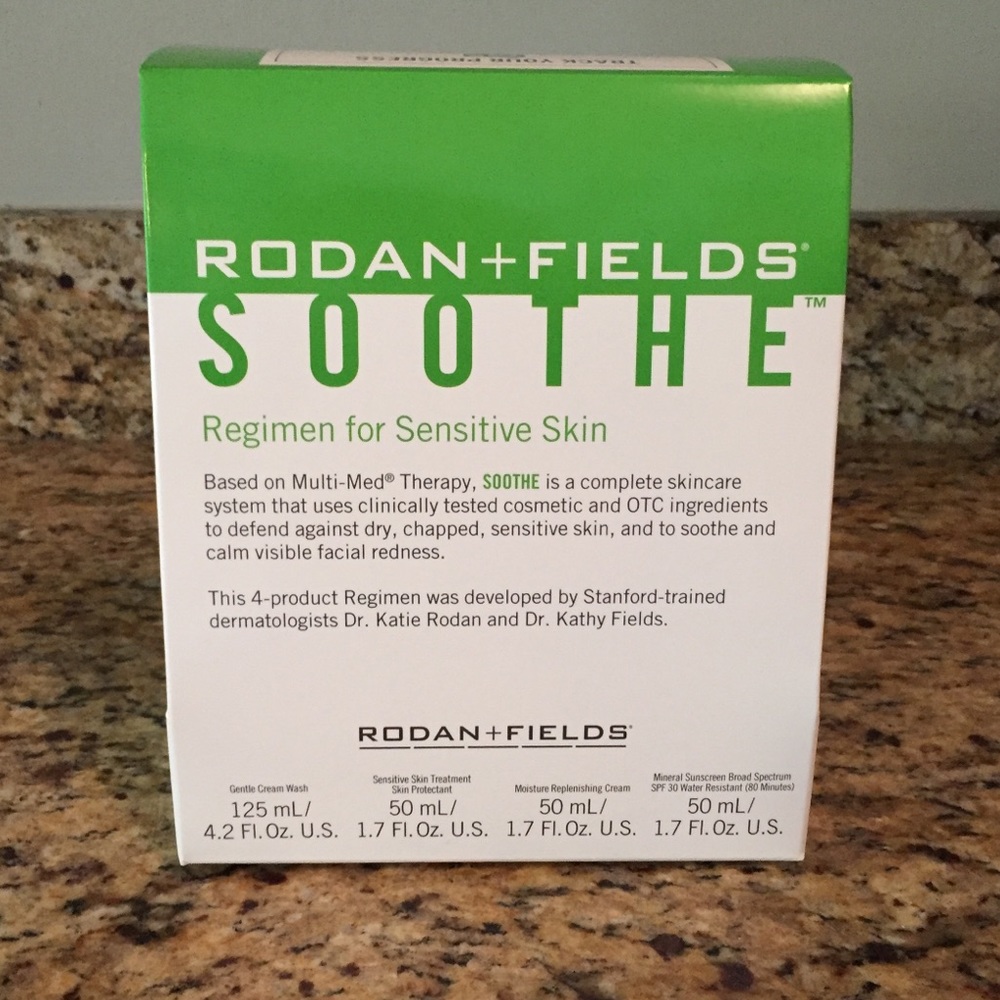 TRACK YOUR PROGRESS
RODAN+FIELDS®
SOOTHE™
Regimen for Sensitive Skin
Based on Multi-Med® Therapy, SOOTHE is a complete skincare
system that uses clinically tested cosmetic and OTC ingredients
to defend against dry, chapped, sensitive skin, and to soothe and
calm visible facial redness.
This 4-product Regimen was developed by Stanford-trained
dermatologists Dr. Katie Rodan and Dr. Kathy Fields.
RODAN+FIELDS®
Gentle Cream Wash
125 mL/
4.2 Fl.Oz. U.S.
Sensitive Skin Treatment
Skin Protectant
50 mL/
1.7 Fl.Oz. U.S.
Moisture Replenishing Cream
50 mL/
1.7 Fl.Oz. U.S.
Mineral Sunscreen Broad Spectrum
SPF 30 Water Resistant (80 Minutes)
50 mL/
1.7 Fl.Oz. U.S.